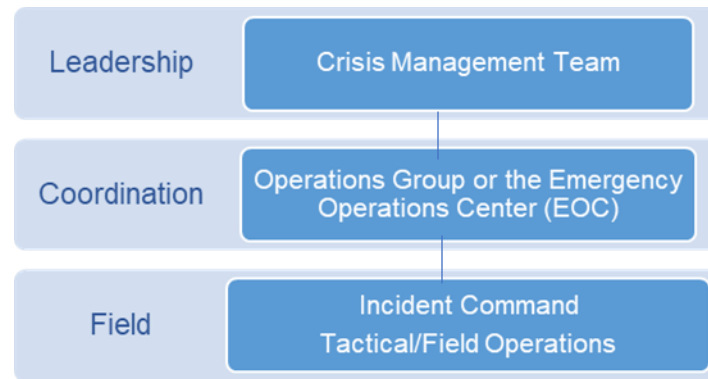 Leadership
Crisis Management Team
Coordination
Operations Group or the Emergency
Operations Center (EOC)
Field
Incident Command
Tactical/Field Operations